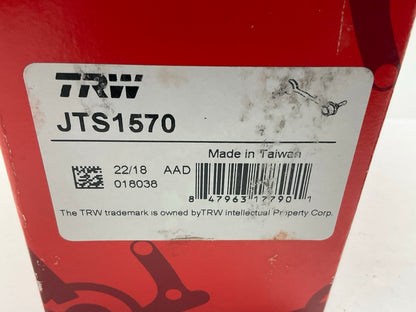 TRW
JTS1570
Made in Taiwan
22/18 AAD
018038
8 47963 17790 1
The TRW trademark is owned byTRW Intellectual Property Corp.